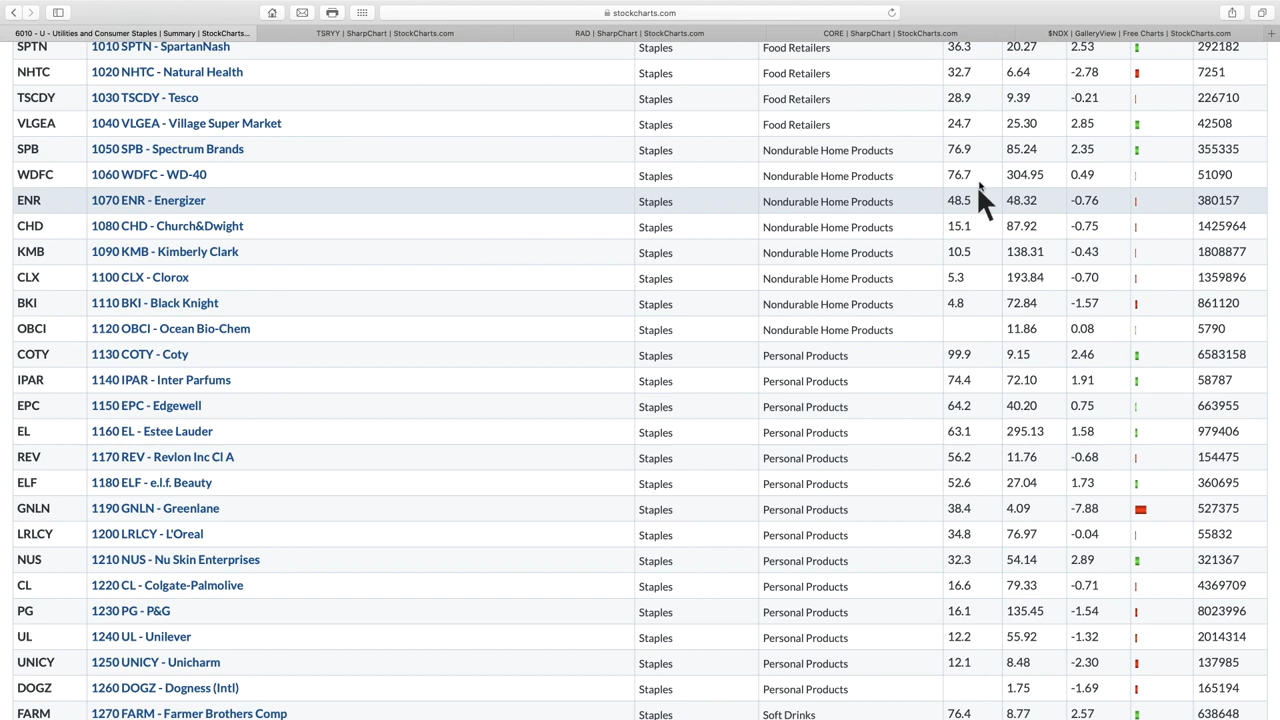 stockcharts.com
6010 - U - Utilities and Consumer Staples | Summary | StockCharts... TSRYY | SharpChart | StockCharts.com RAD | SharpChart | StockCharts.com CORE | SharpChart | StockCharts.com $NDX | GalleryView | Free Charts | StockCharts.com
SPTN 1010 SPTN - SpartanNash Staples Food Retailers 36.3 20.27 2.53 292182
NHTC 1020 NHTC - Natural Health Staples Food Retailers 32.7 6.64 -2.78 7251
TSCDY 1030 TSCDY - Tesco Staples Food Retailers 28.9 9.39 -0.21 226710
VLGEA 1040 VLGEA - Village Super Market Staples Food Retailers 24.7 25.30 2.85 42508
SPB 1050 SPB - Spectrum Brands Staples Nondurable Home Products 76.9 85.24 2.35 355335
WDFC 1060 WDFC - WD-40 Staples Nondurable Home Products 76.7 304.95 0.49 51090
ENR 1070 ENR - Energizer Staples Nondurable Home Products 48.5 48.32 -0.76 380157
CHD 1080 CHD - Church&Dwight Staples Nondurable Home Products 15.1 87.92 -0.75 1425964
KMB 1090 KMB - Kimberly Clark Staples Nondurable Home Products 10.5 138.31 -0.43 1808877
CLX 1100 CLX - Clorox Staples Nondurable Home Products 5.3 193.84 -0.70 1359896
BKI 1110 BKI - Black Knight Staples Nondurable Home Products 4.8 72.84 -1.57 861120
OBCI 1120 OBCI - Ocean Bio-Chem Staples Nondurable Home Products 11.86 0.08 5790
COTY 1130 COTY - Coty Staples Personal Products 99.9 9.15 2.46 6583158
IPAR 1140 IPAR - Inter Parfums Staples Personal Products 74.4 72.10 1.91 58787
EPC 1150 EPC - Edgewell Staples Personal Products 64.2 40.20 0.75 663955
EL 1160 EL - Estee Lauder Staples Personal Products 63.1 295.13 1.58 979406
REV 1170 REV - Revlon Inc Cl A Staples Personal Products 56.2 11.76 -0.68 154475
ELF 1180 ELF - e.l.f. Beauty Staples Personal Products 52.6 27.04 1.73 360695
GNLN 1190 GNLN - Greenlane Staples Personal Products 38.4 4.09 -7.88 527375
LRLCY 1200 LRLCY - L'Oreal Staples Personal Products 34.8 76.97 -0.04 55832
NUS 1210 NUS - Nu Skin Enterprises Staples Personal Products 32.3 54.14 2.89 321367
CL 1220 CL - Colgate-Palmolive Staples Personal Products 16.6 79.33 -0.71 4369709
PG 1230 PG - P&G Staples Personal Products 16.1 135.45 -1.54 8023996
UL 1240 UL - Unilever Staples Personal Products 12.2 55.92 -1.32 2014314
UNICY 1250 UNICY - Unicharm Staples Personal Products 12.1 8.48 -2.30 137985
DOGZ 1260 DOGZ - Dogness (Intl) Staples Personal Products 1.75 -1.69 165194
FARM 1270 FARM - Farmer Brothers Comp Staples Soft Drinks 76.4 8.77 2.57 638648